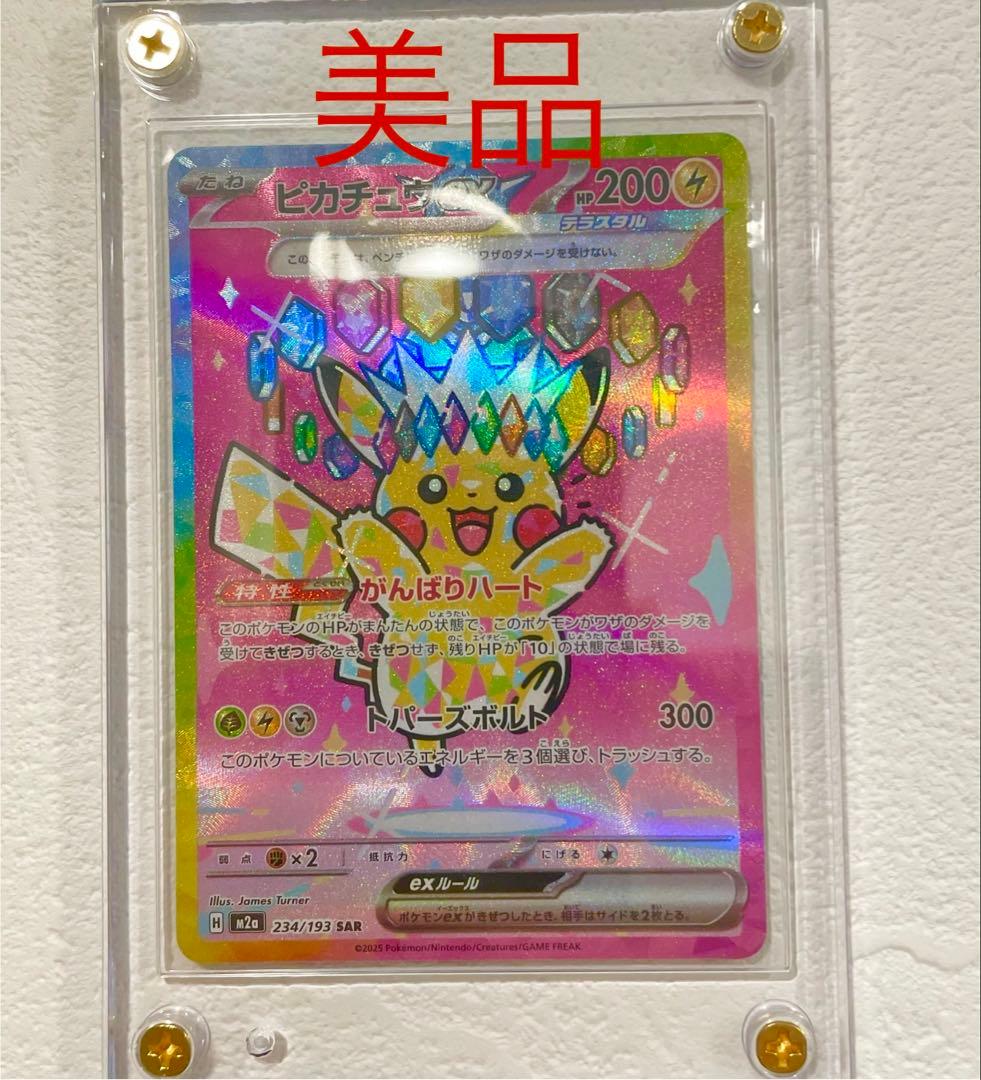 美品
たね
ピカチュウex
HP200
テラスタル
このは、ベンチワザのダメージを受けない。
特性
がんばりハート
このポケモンのHPがまんたんの状態で、このポケモンがワザのダメージを
受けてきぜつするとき、きぜつせず、残りHPが「10」の状態で場に残る。
トパーズボルト 300
このポケモンについているエネルギーを3個選び、トラッシュする。
弱点 ×2 抵抗力 にげる
exルール
ポケモンexがきぜつしたとき、相手はサイドを2枚とる。
Illus. James Turner
H M2a 234/193 SAR
©2025 Pokémon/Nintendo/Creatures/GAME FREAK.